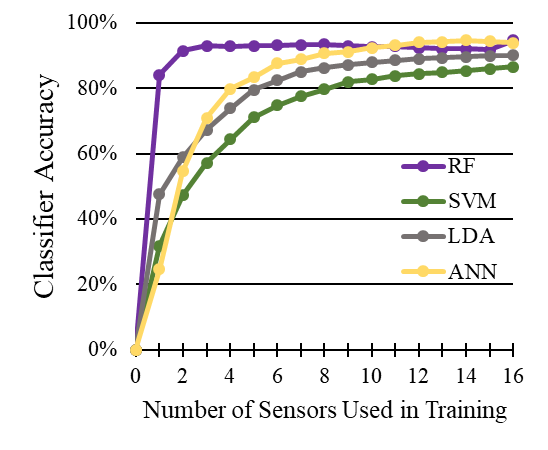 100%
80%
60%
40%
20%
0%
Classifier Accuracy
RF
SVM
LDA
ANN
0 2 4 6 8 10 12 14 16
Number of Sensors Used in Training